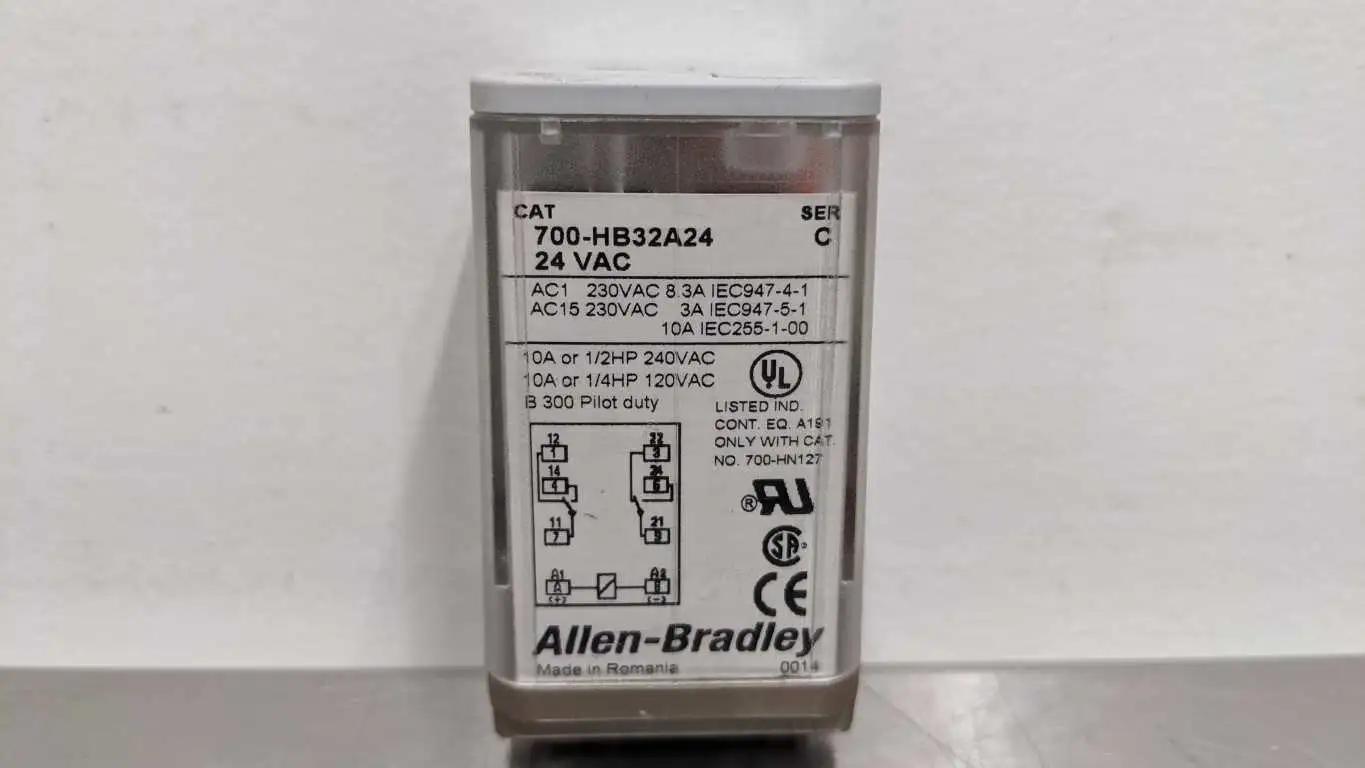 CAT SER
700-HB32A24 C
24 VAC
AC1 230VAC 8.3A IEC947-4-1
AC15 230VAC 3A IEC947-5-1
10A IEC255-1-00
10A or 1/2HP 240VAC
10A or 1/4HP 120VAC
B 300 Pilot duty
UL
LISTED IND.
CONT. EQ. A191
ONLY WITH CAT.
NO. 700-HN127
12 22
1 3
14 24
4 6
11 21
7 9
A1 A2
A B
(+) (-)
® RU
SA
CE
Allen-Bradley
Made in Romania 0014